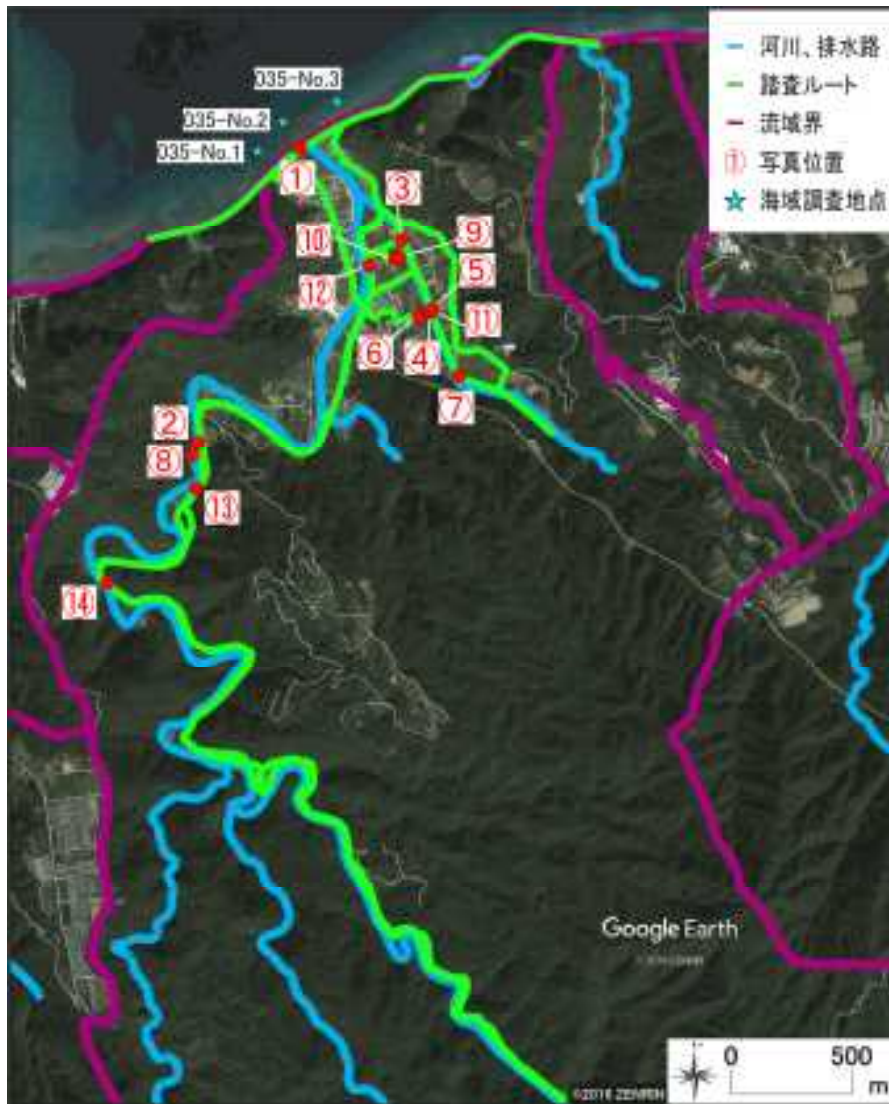 河川、排水路
踏査ルート
流域界
① 写真位置
海域調査地点
035-No.3
035-No.2
035-No.1
①
③
⑩
⑨
⑤
⑫
⑪
⑥
④
⑦
②
⑧
⑬
⑭
Google Earth
©2018 ZENRIN
0 500
m